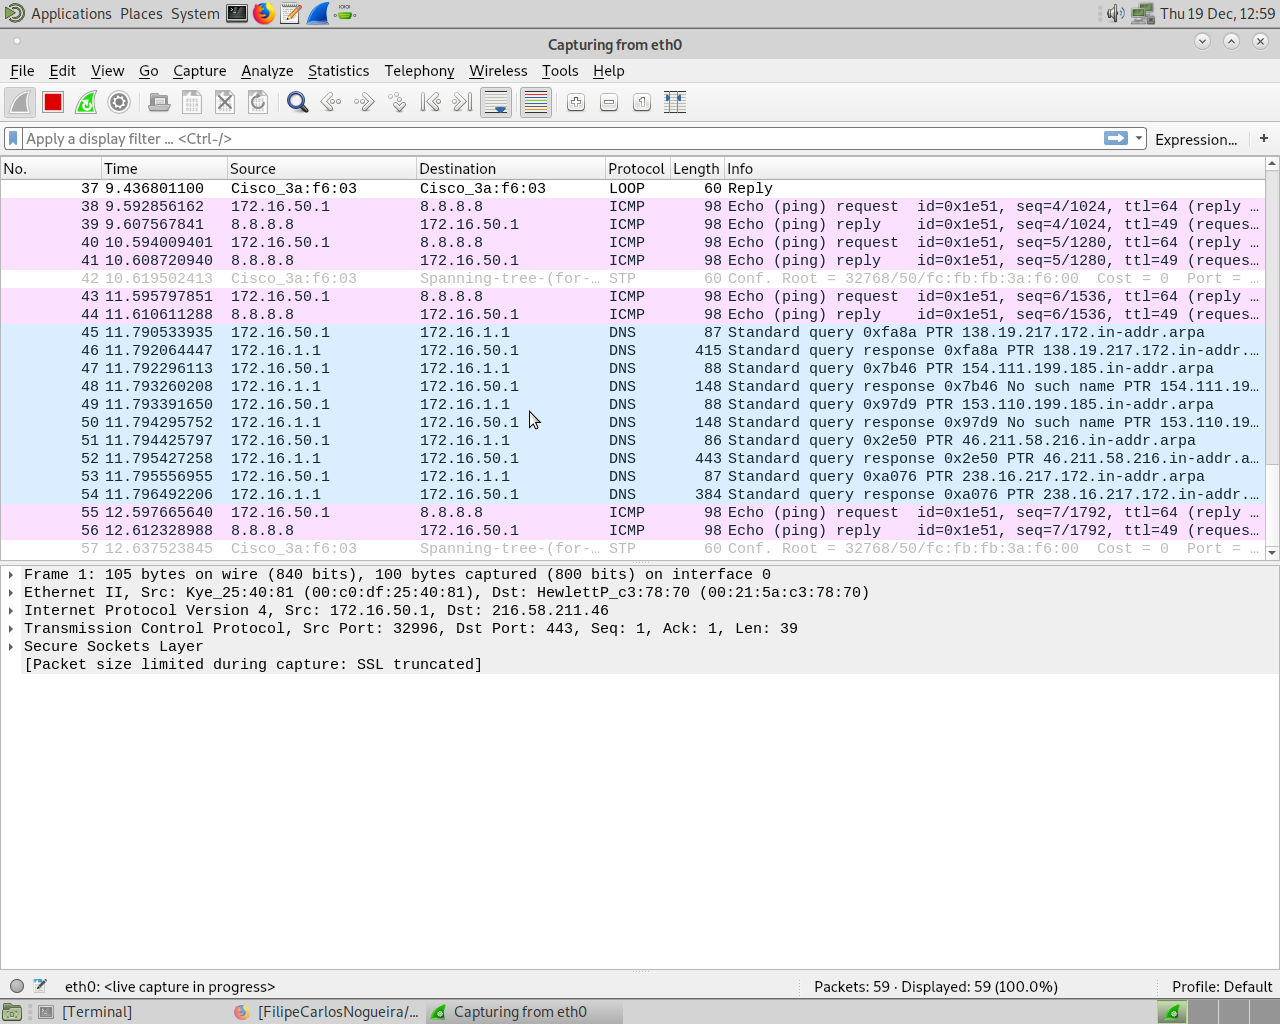 Applications Places System Thu 19 Dec, 12:59
Capturing from eth0
File Edit View Go Capture Analyze Statistics Telephony Wireless Tools Help
Apply a display filter ... <Ctrl-/> Expression... +
No. Time Source Destination Protocol Length Info
37 9.436801100 Cisco_3a:f6:03 Cisco_3a:f6:03 LOOP 60 Reply
38 9.592856162 172.16.50.1 8.8.8.8 ICMP 98 Echo (ping) request id=0x1e51, seq=4/1024, ttl=64 (reply …
39 9.607567841 8.8.8.8 172.16.50.1 ICMP 98 Echo (ping) reply id=0x1e51, seq=4/1024, ttl=49 (reques…
40 10.594009401 172.16.50.1 8.8.8.8 ICMP 98 Echo (ping) request id=0x1e51, seq=5/1280, ttl=64 (reply …
41 10.608720940 8.8.8.8 172.16.50.1 ICMP 98 Echo (ping) reply id=0x1e51, seq=5/1280, ttl=49 (reques…
42 10.619502413 Cisco_3a:f6:03 Spanning-tree-(for-… STP 60 Conf. Root = 32768/50/fc:fb:fb:3a:f6:00 Cost = 0 Port = …
43 11.595797851 172.16.50.1 8.8.8.8 ICMP 98 Echo (ping) request id=0x1e51, seq=6/1536, ttl=64 (reply …
44 11.610611288 8.8.8.8 172.16.50.1 ICMP 98 Echo (ping) reply id=0x1e51, seq=6/1536, ttl=49 (reques…
45 11.790533935 172.16.50.1 172.16.1.1 DNS 87 Standard query 0xfa8a PTR 138.19.217.172.in-addr.arpa
46 11.792064447 172.16.1.1 172.16.50.1 DNS 415 Standard query response 0xfa8a PTR 138.19.217.172.in-addr.…
47 11.792296113 172.16.50.1 172.16.1.1 DNS 88 Standard query 0x7b46 PTR 154.111.199.185.in-addr.arpa
48 11.793260208 172.16.1.1 172.16.50.1 DNS 148 Standard query response 0x7b46 No such name PTR 154.111.19…
49 11.793391650 172.16.50.1 172.16.1.1 DNS 88 Standard query 0x97d9 PTR 153.110.199.185.in-addr.arpa
50 11.794295752 172.16.1.1 172.16.50.1 DNS 148 Standard query response 0x97d9 No such name PTR 153.110.19…
51 11.794425797 172.16.50.1 172.16.1.1 DNS 86 Standard query 0x2e50 PTR 46.211.58.216.in-addr.arpa
52 11.795427258 172.16.1.1 172.16.50.1 DNS 443 Standard query response 0x2e50 PTR 46.211.58.216.in-addr.a…
53 11.795556955 172.16.50.1 172.16.1.1 DNS 87 Standard query 0xa076 PTR 238.16.217.172.in-addr.arpa
54 11.796492206 172.16.1.1 172.16.50.1 DNS 384 Standard query response 0xa076 PTR 238.16.217.172.in-addr.…
55 12.597665640 172.16.50.1 8.8.8.8 ICMP 98 Echo (ping) request id=0x1e51, seq=7/1792, ttl=64 (reply …
56 12.612328988 8.8.8.8 172.16.50.1 ICMP 98 Echo (ping) reply id=0x1e51, seq=7/1792, ttl=49 (reques…
57 12.637523845 Cisco_3a:f6:03 Spanning-tree-(for-… STP 60 Conf. Root = 32768/50/fc:fb:fb:3a:f6:00 Cost = 0 Port = …
Frame 1: 105 bytes on wire (840 bits), 100 bytes captured (800 bits) on interface 0
Ethernet II, Src: Kye_25:40:81 (00:c0:df:25:40:81), Dst: HewlettP_c3:78:70 (00:21:5a:c3:78:70)
Internet Protocol Version 4, Src: 172.16.50.1, Dst: 216.58.211.46
Transmission Control Protocol, Src Port: 32996, Dst Port: 443, Seq: 1, Ack: 1, Len: 39
Secure Sockets Layer
[Packet size limited during capture: SSL truncated]
eth0: <live capture in progress> Packets: 59 · Displayed: 59 (100.0%) Profile: Default
[Terminal] [FilipeCarlosNogueira/... Capturing from eth0